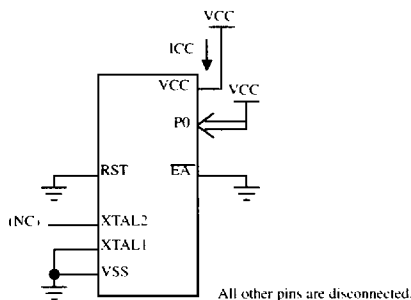 VCC
ICC
VCC
VCC
P0
RST
EA
(NC)
XTAL2
XTAL1
VSS
All other pins are disconnected.